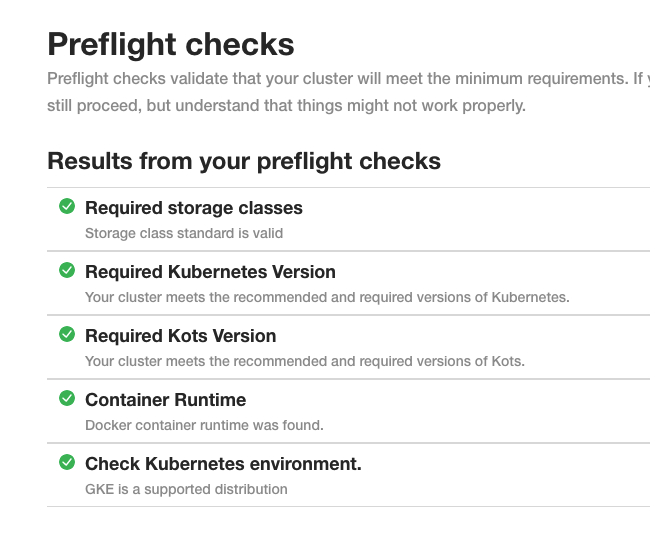 Preflight checks
Preflight checks validate that your cluster will meet the minimum requirements. If
still proceed, but understand that things might not work properly.
Results from your preflight checks
Required storage classes
Storage class standard is valid
Required Kubernetes Version
Your cluster meets the recommended and required versions of Kubernetes.
Required Kots Version
Your cluster meets the recommended and required versions of Kots.
Container Runtime
Docker container runtime was found.
Check Kubernetes environment.
GKE is a supported distribution